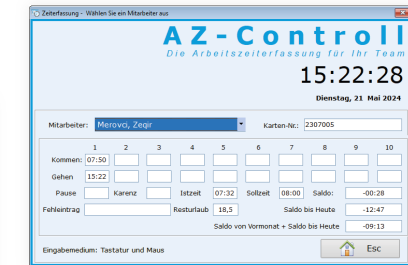 Zeiterfassung - Wählen Sie ein Mitarbeiter aus
AZ-Controll
Die Arbeitszeiterfassung für Ihr Team
15:22:28
Dienstag, 21 Mai 2024
Mitarbeiter: Merovci, Zeqir Karten-Nr.: 2307005
1 2 3 4 5 6 7 8 9 10
Kommen: 07:50
Gehen 15:22
Pause Karenz Istzeit 07:32 Sollzeit 08:00 Saldo: -00:28
Fehleintrag Resturlaub 18,5 Saldo bis Heute -12:47
Saldo von Vormonat + Saldo bis Heute -09:13
Eingabemedium: Tastatur und Maus Esc